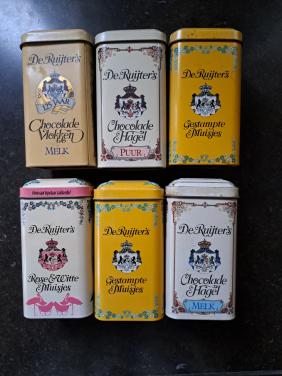 De Ruijter's
125 JAAR
Chocolade
Vlokken
MELK
De Ruijter's
Chocolade
Hagel
PUUR
De Ruijter's
Gestampte
Muisjes
De Ruijter's
Rose & Witte
Muisjes
De Ruijter's
Gestampte
Muisjes
De Ruijter's
Chocolade
Hagel
MELK